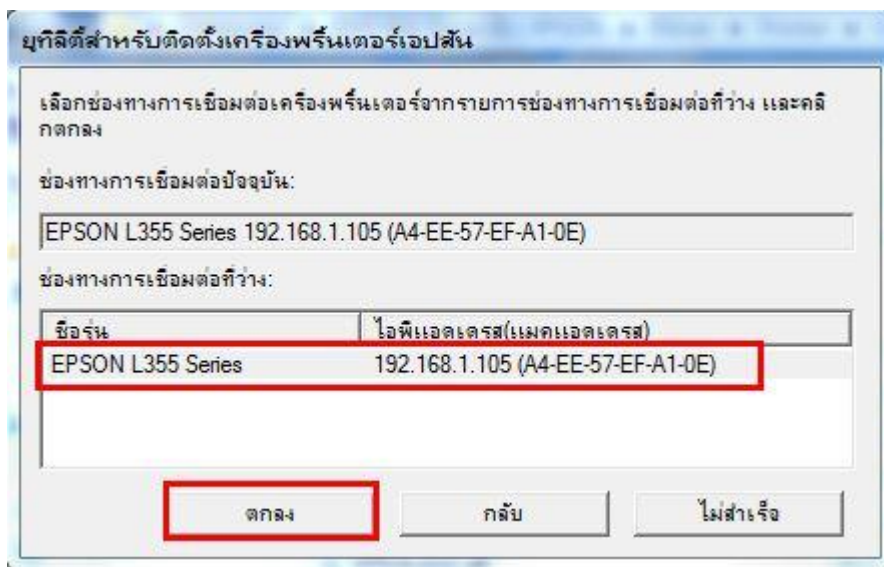 ยูทิลิตี้สำหรับติดตั้งเครื่องพริ้นเตอร์เอปสัน
เลือกช่องทางการเชื่อมต่อเครื่องพริ้นเตอร์จากรายการช่องทางการเชื่อมต่อที่ว่าง และคลิ
กตกลง
ช่องทางการเชื่อมต่อปัจจุบัน:
EPSON L355 Series 192.168.1.105 (A4-EE-57-EF-A1-0E)
ช่องทางการเชื่อมต่อที่ว่าง:
ชื่อรุ่น ไอพีแอดเดรส(แมคแอดเดรส)
EPSON L355 Series 192.168.1.105 (A4-EE-57-EF-A1-0E)
ตกลง กลับ ไม่สำเร็จ